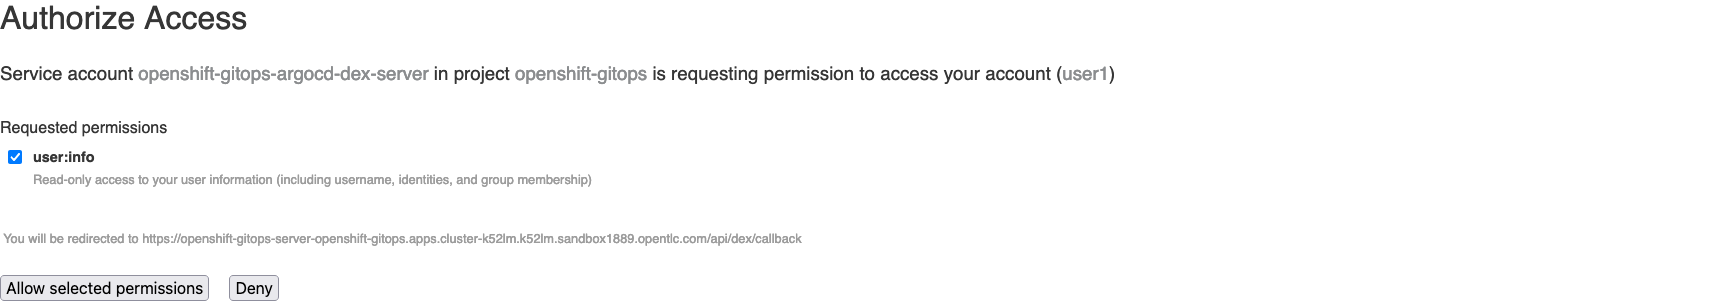 Authorize Access
Service account openshift-gitops-argocd-dex-server in project openshift-gitops is requesting permission to access your account (user1)
Requested permissions
user:info
Read-only access to your user information (including username, identities, and group membership)
You will be redirected to https://openshift-gitops-server-openshift-gitops.apps.cluster-k52lm.k52lm.sandbox1889.opentlc.com/api/dex/callback
Allow selected permissions Deny